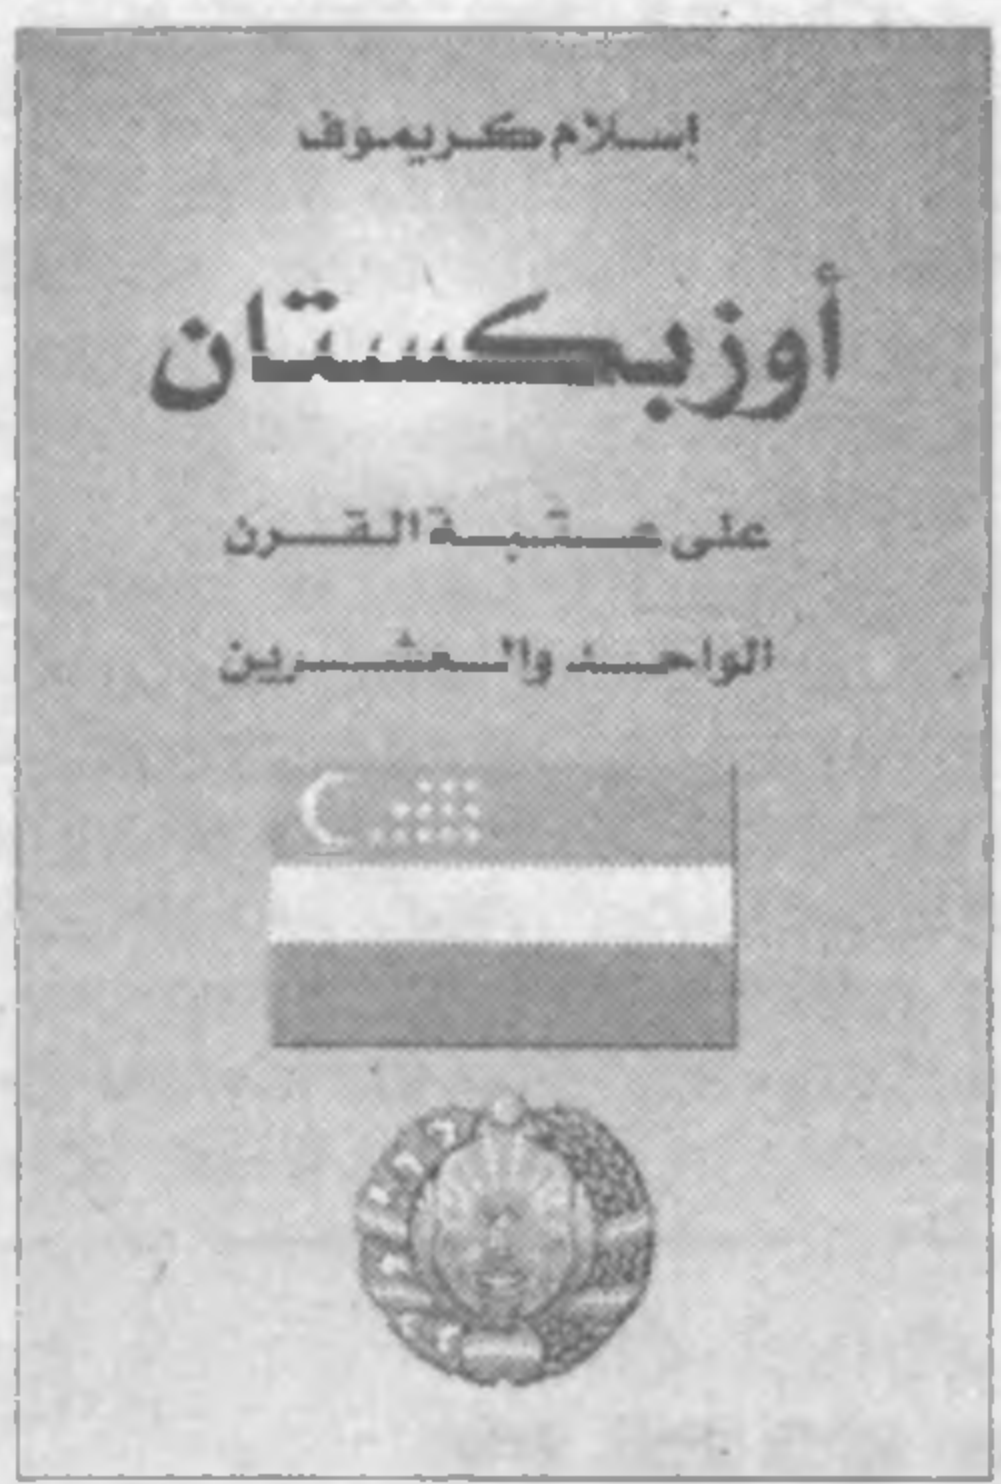 إسلام كريموف
أوزبكستان
على عتبة القرن
الواحد والعشرين